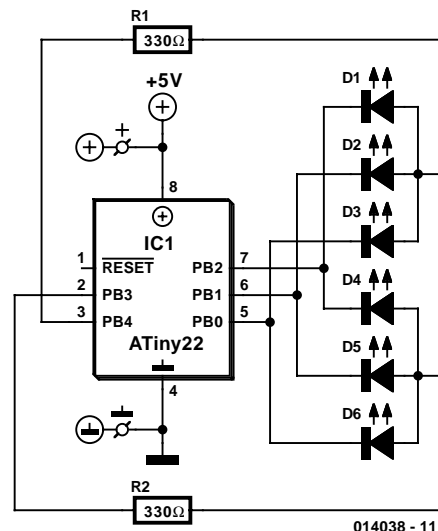 R1
330Ω
+5V
+
8
IC1
1 RESET PB2 7
2 PB3 PB1 6
3 PB4 PB0 5
ATiny22
4
D1
D2
D3
D4
D5
D6
R2
330Ω
014038 - 11